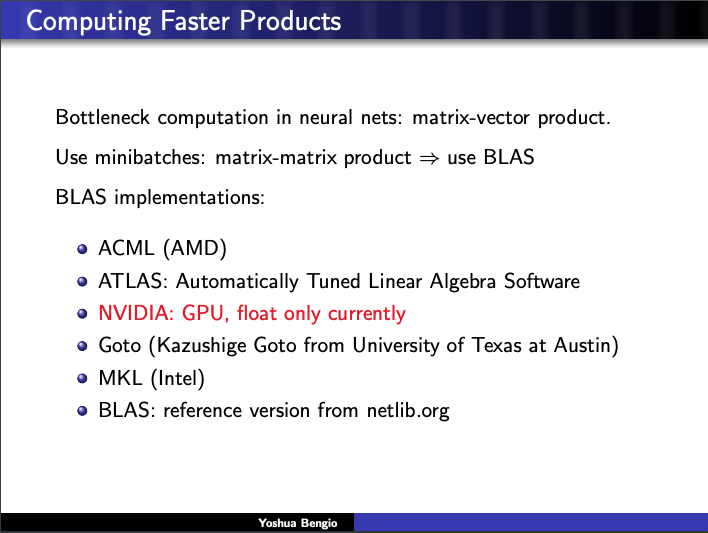 Computing Faster Products
Bottleneck computation in neural nets: matrix-vector product.
Use minibatches: matrix-matrix product ⇒ use BLAS
BLAS implementations:
ACML (AMD)
ATLAS: Automatically Tuned Linear Algebra Software
NVIDIA: GPU, float only currently
Goto (Kazushige Goto from University of Texas at Austin)
MKL (Intel)
BLAS: reference version from netlib.org
Yoshua Bengio